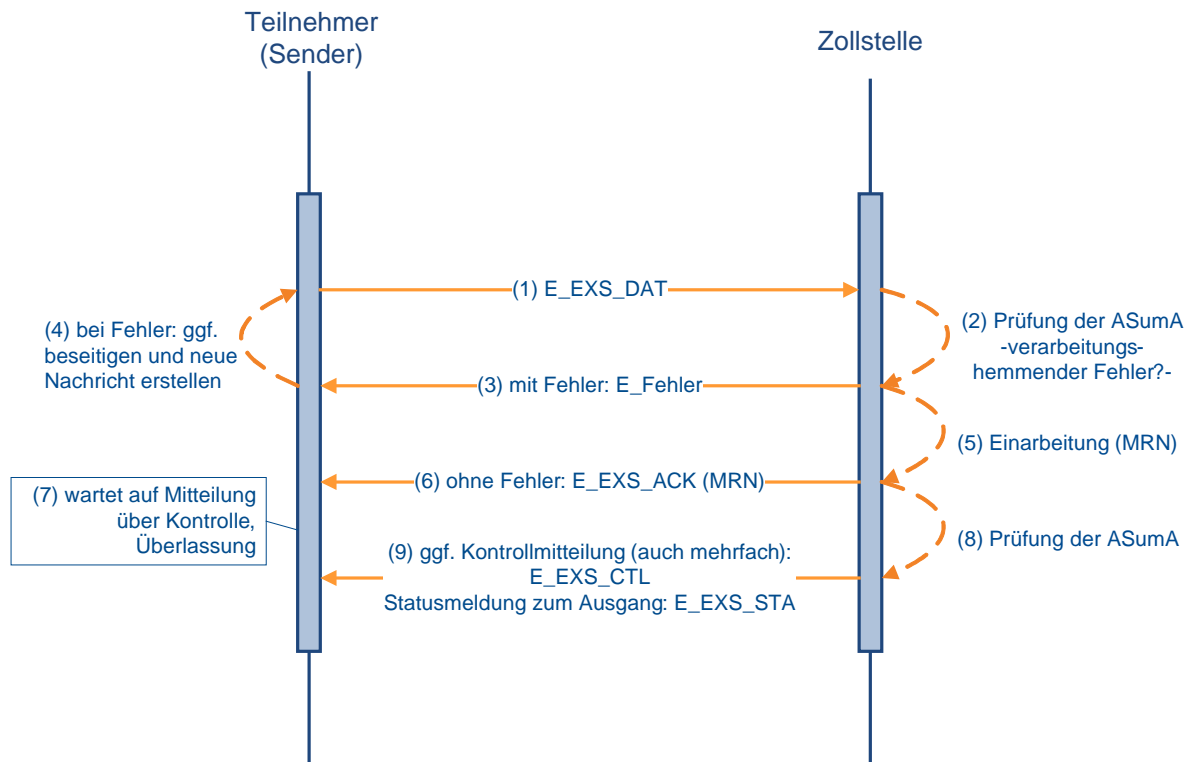 Teilnehmer
(Sender)
Zollstelle
(1) E_EXS_DAT
(2) Prüfung der ASumA
-verarbeitungs-
hemmender Fehler?-
(4) bei Fehler: ggf.
beseitigen und neue
Nachricht erstellen
(3) mit Fehler: E_Fehler
(5) Einarbeitung (MRN)
(6) ohne Fehler: E_EXS_ACK (MRN)
(7) wartet auf Mitteilung
über Kontrolle,
Überlassung
(8) Prüfung der ASumA
(9) ggf. Kontrollmitteilung (auch mehrfach):
E_EXS_CTL
Statusmeldung zum Ausgang: E_EXS_STA